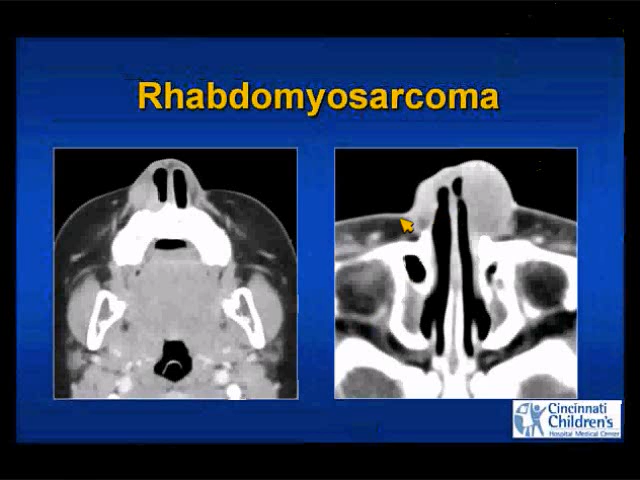 Rhabdomyosarcoma
Cincinnati
Children's
Hospital Medical Center